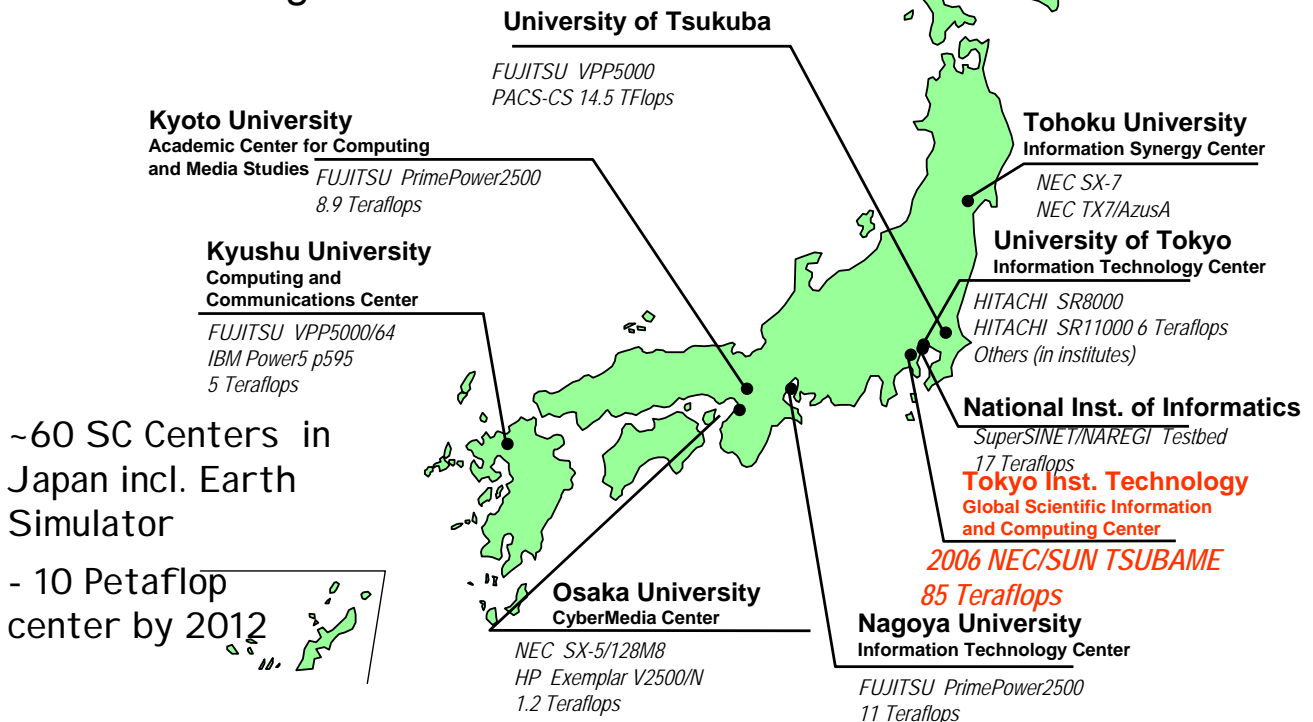 University of Tsukuba
FUJITSU VPP5000
PACS-CS 14.5 TFlops
Kyoto University
Academic Center for Computing
and Media Studies
FUJITSU PrimePower2500
8.9 Teraflops
Tohoku University
Information Synergy Center
NEC SX-7
NEC TX7/AzusA
Kyushu University
Computing and
Communications Center
FUJITSU VPP5000/64
IBM Power5 p595
5 Teraflops
University of Tokyo
Information Technology Center
HITACHI SR8000
HITACHI SR11000 6 Teraflops
Others (in institutes)
National Inst. of Informatics
SuperSINET/NAREGI Testbed
17 Teraflops
Tokyo Inst. Technology
Global Scientific Information
and Computing Center
2006 NEC/SUN TSUBAME
85 Teraflops
~60 SC Centers in
Japan incl. Earth
Simulator
- 10 Petaflop
center by 2012
Osaka University
CyberMedia Center
NEC SX-5/128M8
HP Exemplar V2500/N
1.2 Teraflops
Nagoya University
Information Technology Center
FUJITSU PrimePower2500
11 Teraflops